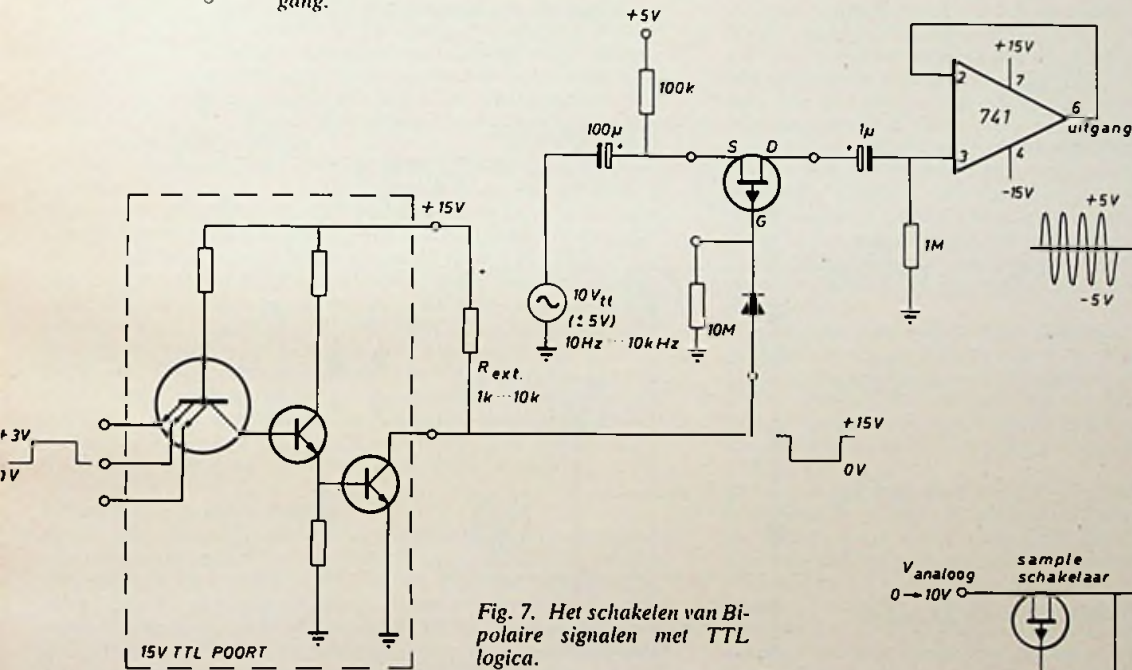 gang.
+5V
100k
+15V
2
7
741
6
uitgang
3
4
-15V
100µ
+
S
D
G
1µ
+
1M
+5V
-5V
+15V
10Vtt
(±5V)
10Hz ... 10kHz
10M
Rext.
1k ... 10k
+3V
+15V
0V
15V TTL POORT
Fig. 7. Het schakelen van Bi-
polaire signalen met TTL
logica.
Vanaloog
0→10V
sample
schakelaar